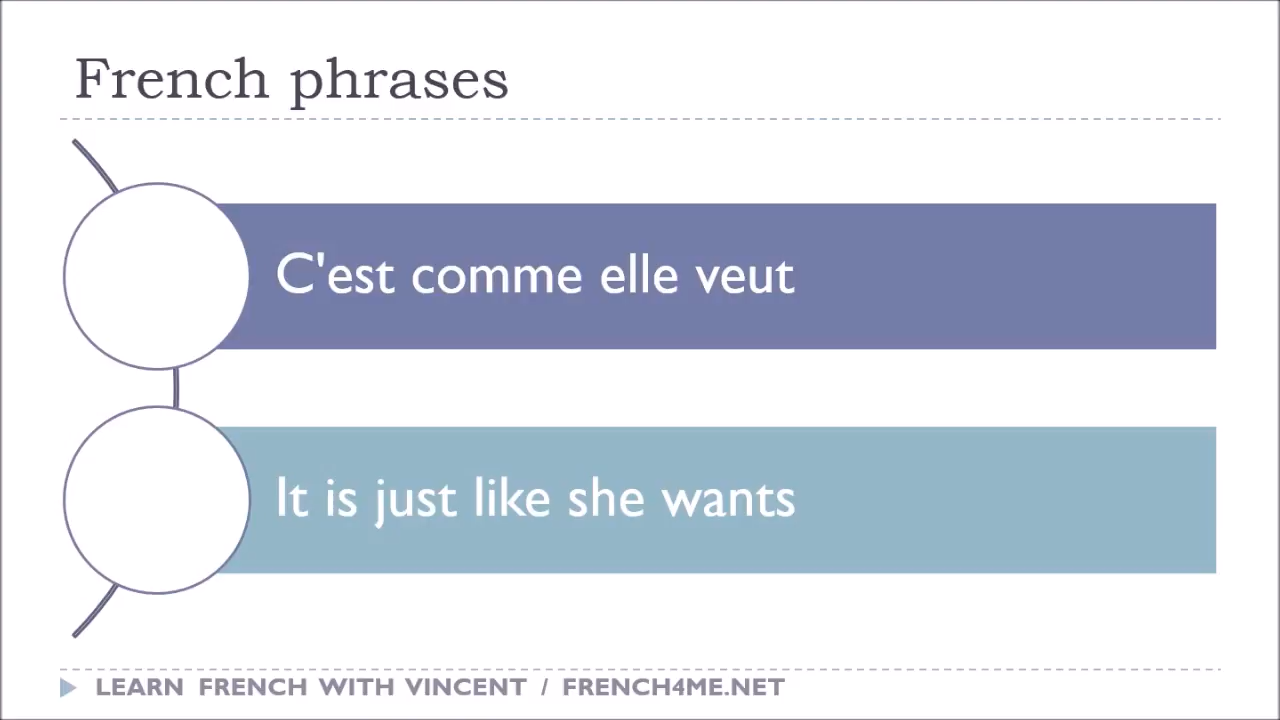 French phrases
C'est comme elle veut
It is just like she wants
LEARN FRENCH WITH VINCENT / FRENCH4ME.NET